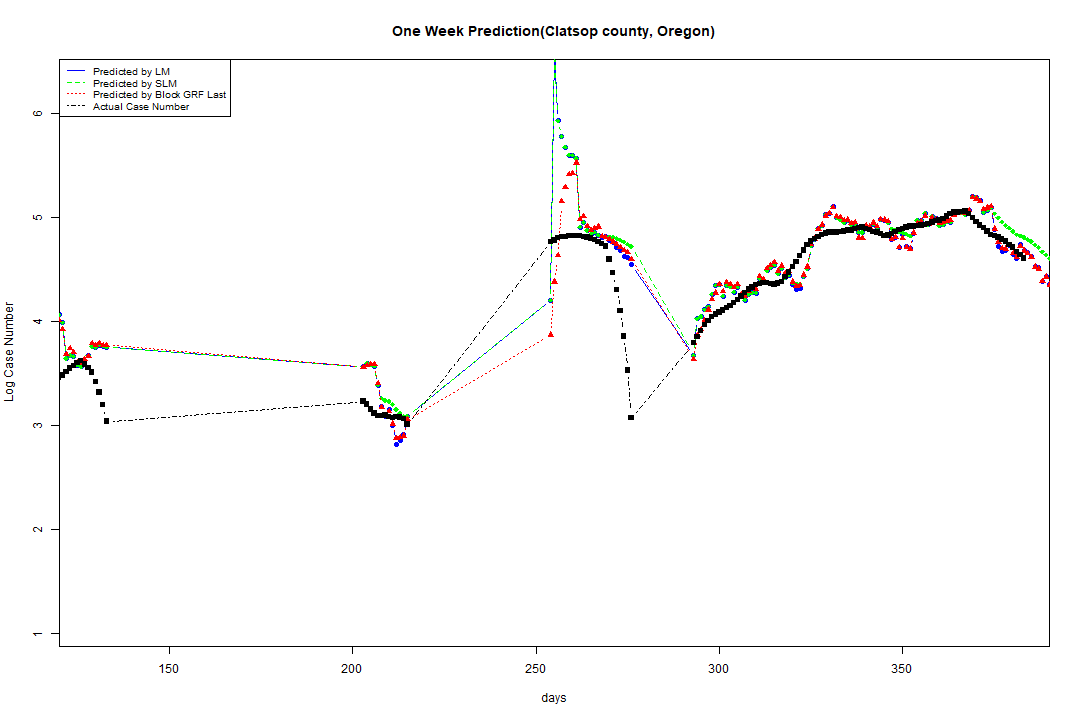 One Week Prediction(Clatsop county, Oregon)
Predicted by LM
Predicted by SLM
Predicted by Block GRF Last
Actual Case Number
Log Case Number
6
5
4
3
2
1
150 200 250 300 350
days